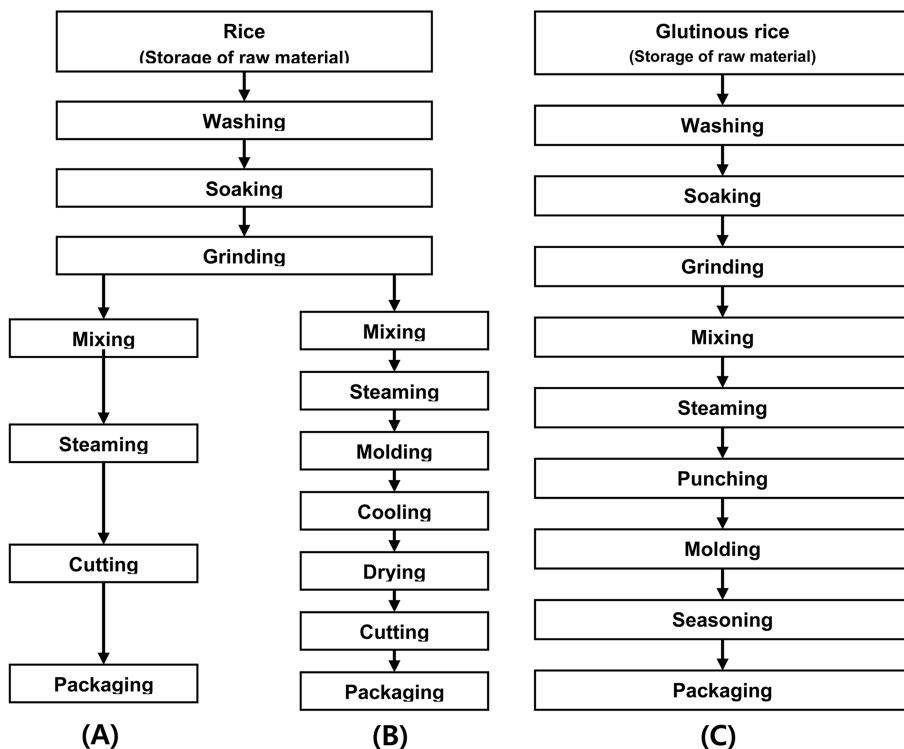 Rice
(Storage of raw material)
Washing
Soaking
Grinding
Mixing
Steaming
Cutting
Packaging
(A)
Mixing
Steaming
Molding
Cooling
Drying
Cutting
Packaging
(B)
Glutinous rice
(Storage of raw material)
Washing
Soaking
Grinding
Mixing
Steaming
Punching
Molding
Seasoning
Packaging
(C)